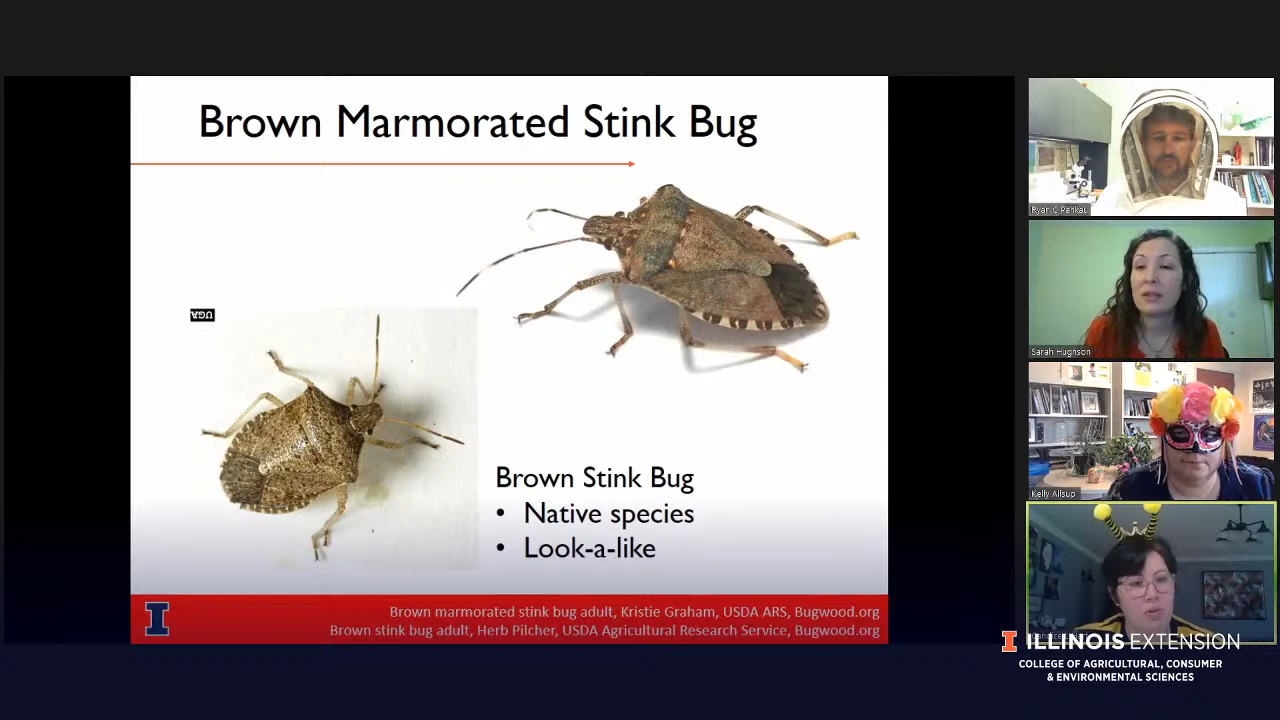 Brown Marmorated Stink Bug
UGA
Brown Stink Bug
• Native species
• Look-a-like
Brown marmorated stink bug adult, Kristie Graham, USDA ARS, Bugwood.org
Brown stink bug adult, Herb Pilcher, USDA Agricultural Research Service, Bugwood.org
Ryan C Pankau
Sarah Hughson
Kelly Allsup
I ILLINOIS EXTENSION
COLLEGE OF AGRICULTURAL, CONSUMER
& ENVIRONMENTAL SCIENCES